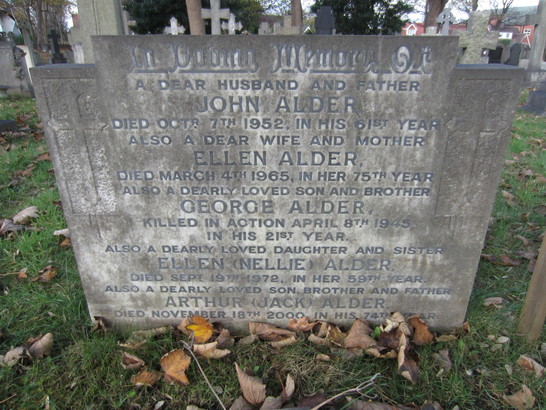 In Loving Memory Of
A DEAR HUSBAND AND FATHER
JOHN ALDER
DIED OCTR 7TH 1952, IN HIS 61ST YEAR
ALSO A DEAR WIFE AND MOTHER
ELLEN ALDER,
DIED MARCH 4TH 1965, IN HER 75TH YEAR
ALSO A DEARLY LOVED SON AND BROTHER
GEORGE ALDER,
KILLED IN ACTION APRIL 8TH 1945,
IN HIS 21ST YEAR.
ALSO A DEARLY LOVED DAUGHTER AND SISTER
ELLEN (NELLIE) ALDER
DIED SEPT 19TH 1972, IN HER 59TH YEAR.
ALSO A DEARLY LOVED SON, BROTHER AND FATHER
ARTHUR (JACK) ALDER
DIED NOVEMBER 18TH 2000, IN HIS 74TH YEAR.